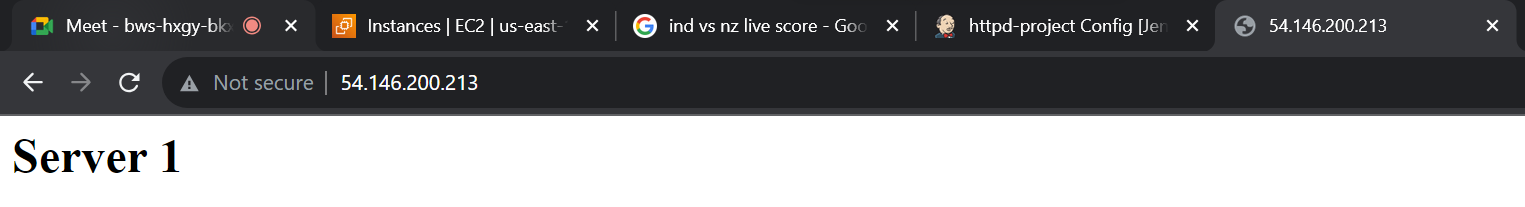 Meet - bws-hxgy-bk
Instances | EC2 | us-east-
ind vs nz live score - Goo
httpd-project Config [Jen
54.146.200.213
Not secure | 54.146.200.213
Server 1